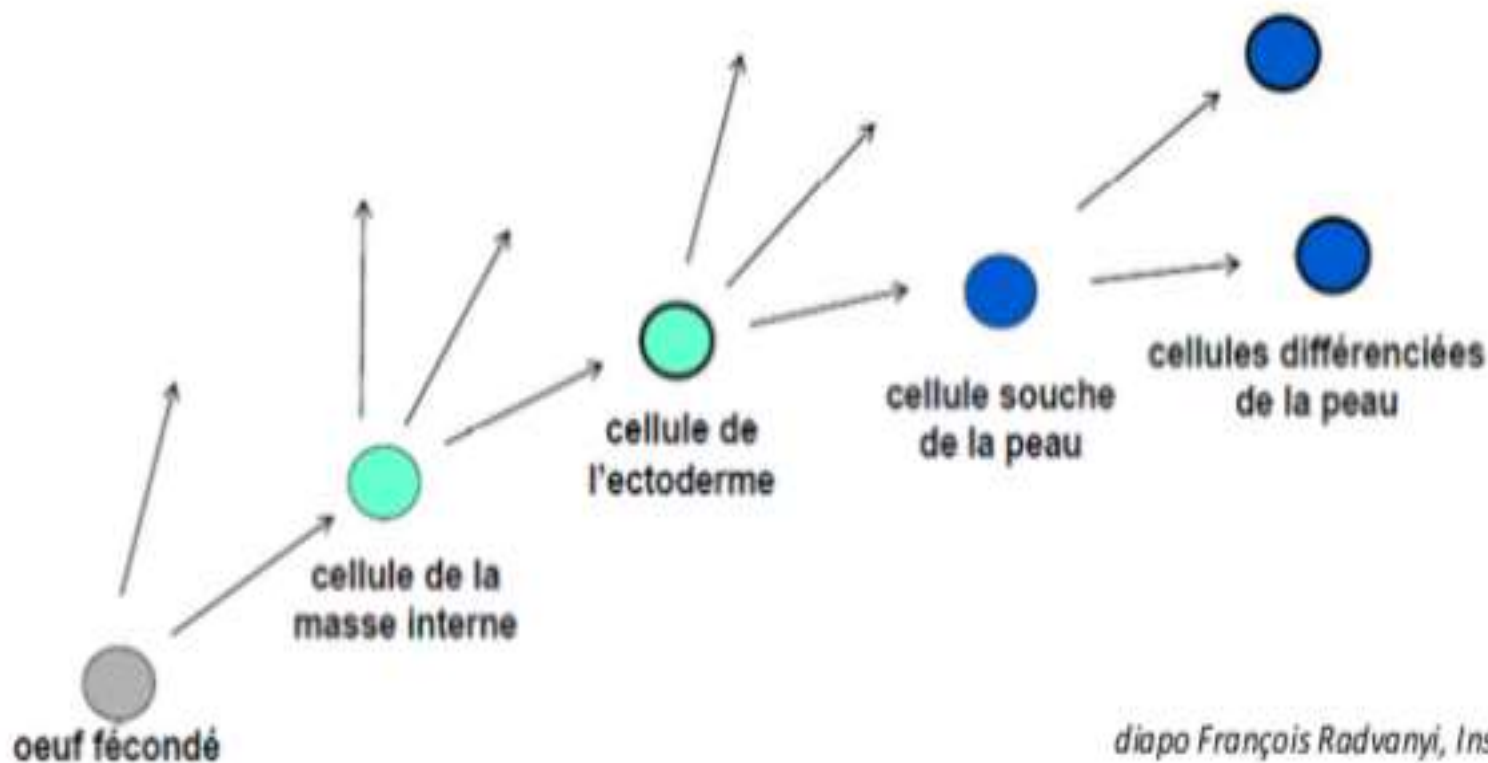 oeuf fécondé
cellule de la
masse interne
cellule de
l'ectoderme
cellule souche
de la peau
cellules différenciées
de la peau
diapo François Radvanyi, Ins